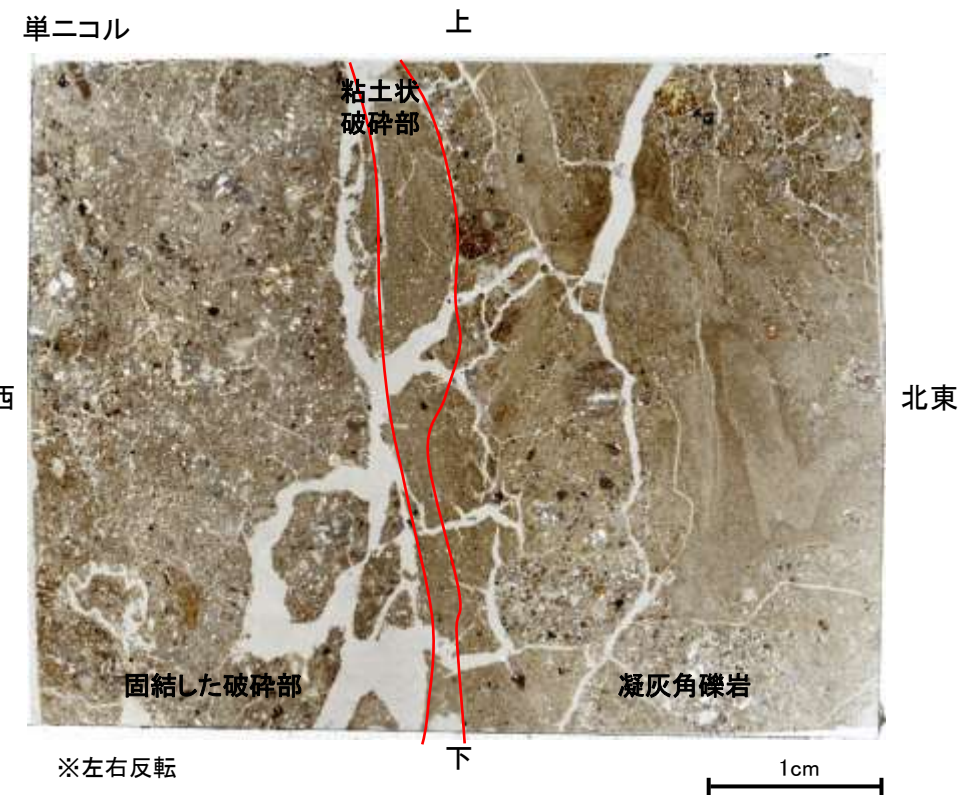 単ニコル
上
粘土状
破砕部
西
北東
固結した破砕部
凝灰角礫岩
※左右反転
下
1cm